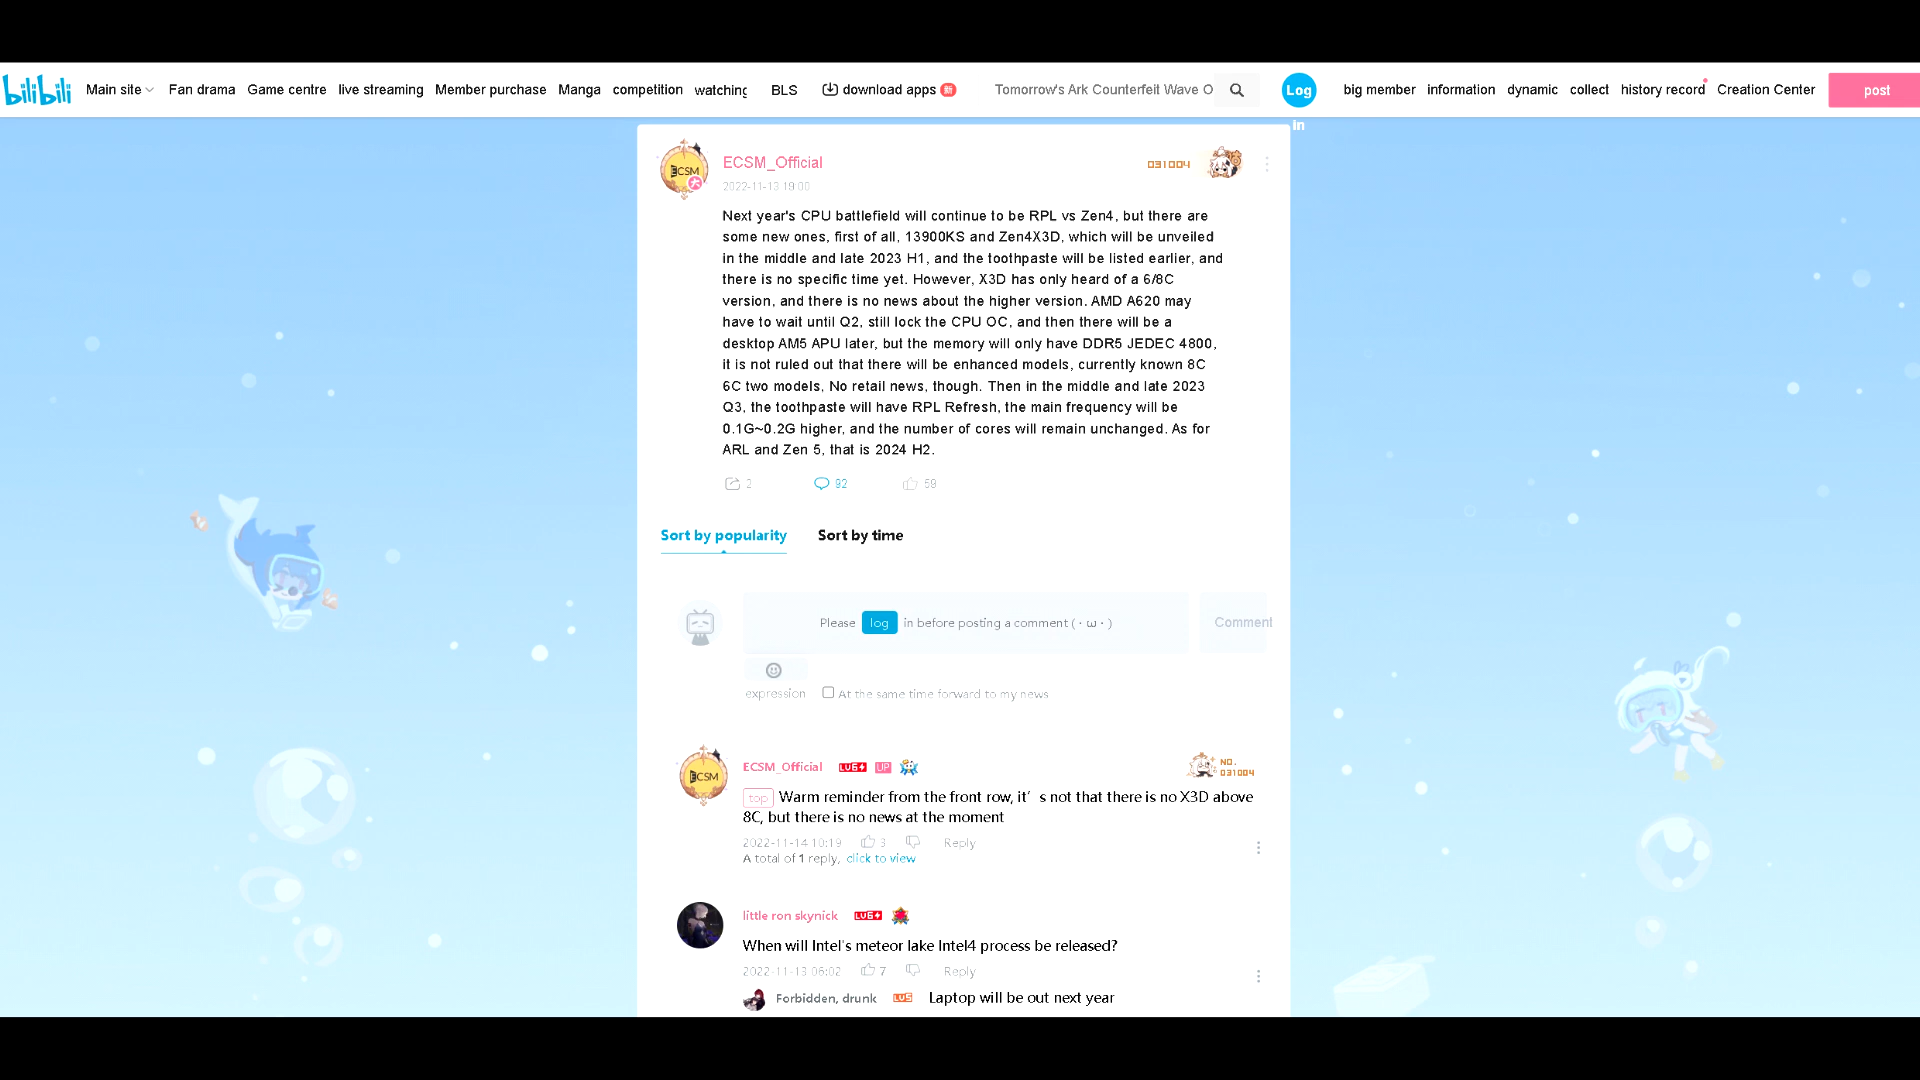 bilibili Main site Fan drama Game centre live streaming Member purchase Manga competition watching BLS download apps 新 Tomorrow's Ark Counterfeit Wave O Log in big member information dynamic collect history record Creation Center post
ECSM_Official
031004
2022-11-13 19:00
Next year's CPU battlefield will continue to be RPL vs Zen4, but there are
some new ones, first of all, 13900KS and Zen4X3D, which will be unveiled
in the middle and late 2023 H1, and the toothpaste will be listed earlier, and
there is no specific time yet. However, X3D has only heard of a 6/8C
version, and there is no news about the higher version. AMD A620 may
have to wait until Q2, still lock the CPU OC, and then there will be a
desktop AM5 APU later, but the memory will only have DDR5 JEDEC 4800,
it is not ruled out that there will be enhanced models, currently known 8C
6C two models, No retail news, though. Then in the middle and late 2023
Q3, the toothpaste will have RPL Refresh, the main frequency will be
0.1G~0.2G higher, and the number of cores will remain unchanged. As for
ARL and Zen 5, that is 2024 H2.
2 92 59
Sort by popularity Sort by time
Please log in before posting a comment ( · ω · ) Comment
expression At the same time forward to my news
ECSM_Official LV6 UP NO. 031004
top Warm reminder from the front row, it’s not that there is no X3D above
8C, but there is no news at the moment
2022-11-14 10:19 3 Reply
A total of 1 reply, click to view
little ron skynick LV6
When will Intel's meteor lake Intel4 process be released?
2022-11-13 06:02 7 Reply
Forbidden, drunk LV5 Laptop will be out next year